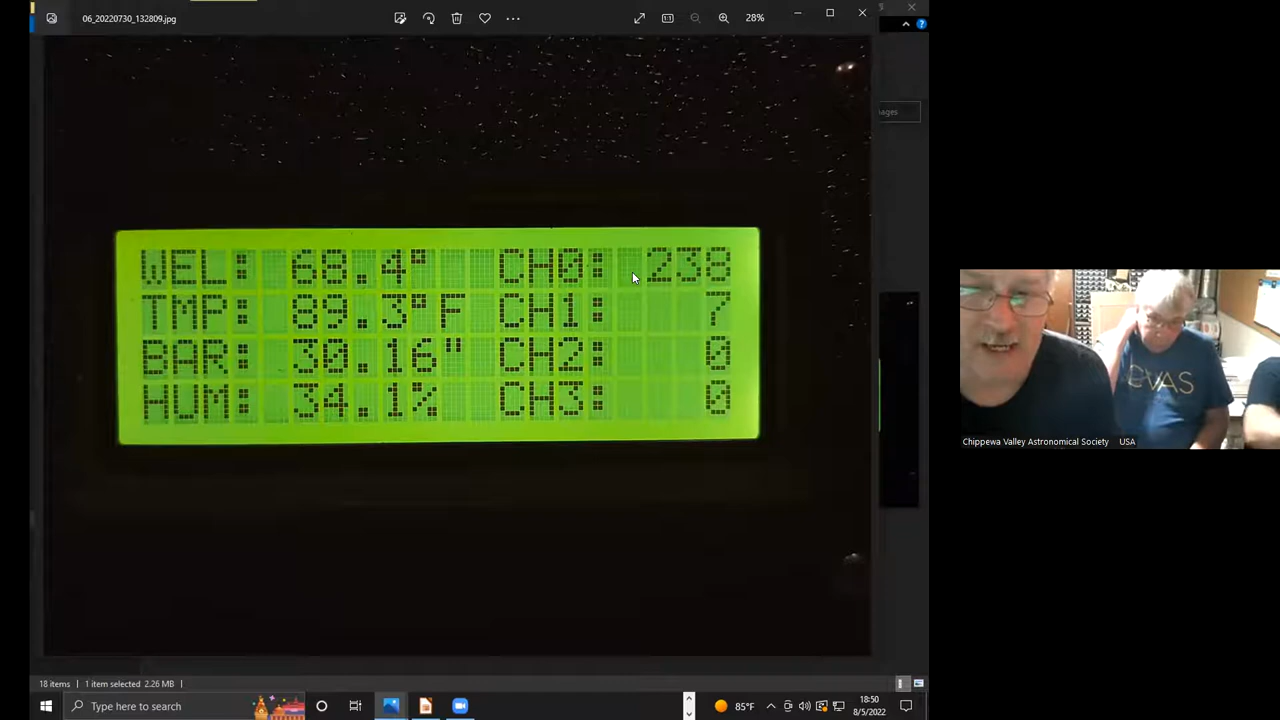 06_20220730_132809.jpg
28%
WEL: 68.4° CH0: 238
TMP: 89.3°F CH1: 7
BAR: 30.16" CH2: 0
HUM: 34.1% CH3: 0
CVAS
Chippewa Valley Astronomical Society USA
18 items 1 item selected 2.26 MB
Type here to search
85°F
18:50
8/5/2022